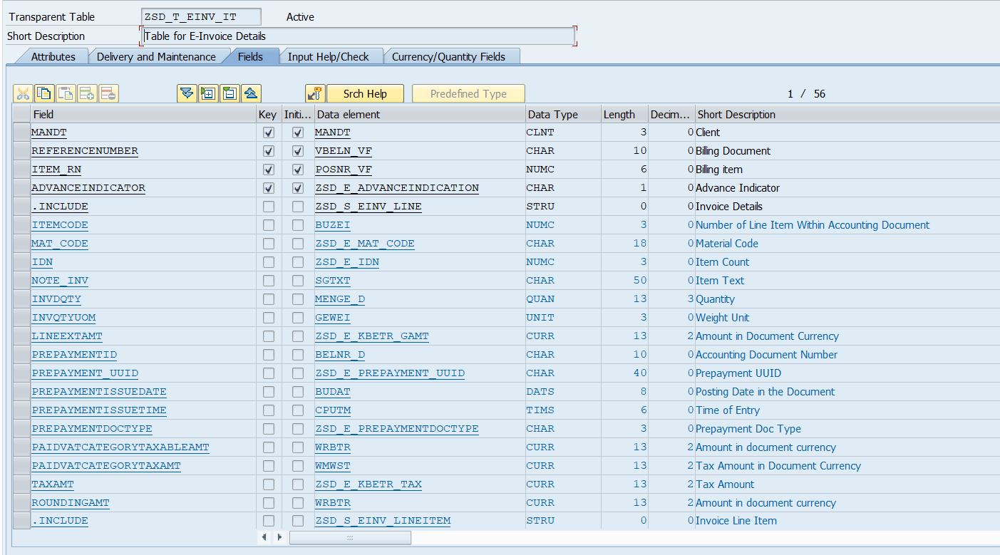 Transparent Table ZSD_T_EINV_IT Active
Short Description Table for E-Invoice Details
Attributes Delivery and Maintenance Fields Input Help/Check Currency/Quantity Fields
Srch Help Predefined Type 1 / 56
Field Key Initi... Data element Data Type Length Decim... Short Description
MANDT MANDT CLNT 3 0 Client
REFERENCENUMBER VBELN_VF CHAR 10 0 Billing Document
ITEM_RN POSNR_VF NUMC 6 0 Billing item
ADVANCEINDICATOR ZSD_E_ADVANCEINDICATION CHAR 1 0 Advance Indicator
.INCLUDE ZSD_S_EINV_LINE STRU 0 0 Invoice Details
ITEMCODE BUZEI NUMC 3 0 Number of Line Item Within Accounting Document
MAT_CODE ZSD_E_MAT_CODE CHAR 18 0 Material Code
IDN ZSD_E_IDN NUMC 3 0 Item Count
NOTE_INV SGTXT CHAR 50 0 Item Text
INVDQTY MENGE_D QUAN 13 3 Quantity
INVQTYUOM GEWEI UNIT 3 0 Weight Unit
LINEEXTAMT ZSD_E_KBETR_GAMT CURR 13 2 Amount in Document Currency
PREPAYMENTID BELNR_D CHAR 10 0 Accounting Document Number
PREPAYMENT_UUID ZSD_E_PREPAYMENT_UUID CHAR 40 0 Prepayment UUID
PREPAYMENTISSUEDATE BUDAT DATS 8 0 Posting Date in the Document
PREPAYMENTISSUETIME CPUTM TIMS 6 0 Time of Entry
PREPAYMENTDOCTYPE ZSD_E_PREPAYMENTDOCTYPE CHAR 3 0 Prepayment Doc Type
PAIDVATCATEGORYTAXABLEAMT WRBTR CURR 13 2 Amount in document currency
PAIDVATCATEGORYTAXAMT WMWST CURR 13 2 Tax Amount in Document Currency
TAXAMT ZSD_E_KBETR_TAX CURR 13 2 Tax Amount
ROUNDINGAMT WRBTR CURR 13 2 Amount in document currency
.INCLUDE ZSD_S_EINV_LINEITEM STRU 0 0 Invoice Line Item